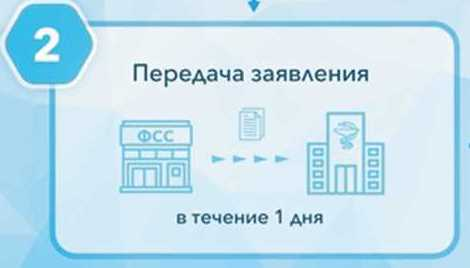 2
Передача заявления
ФСС
в течение 1 дня